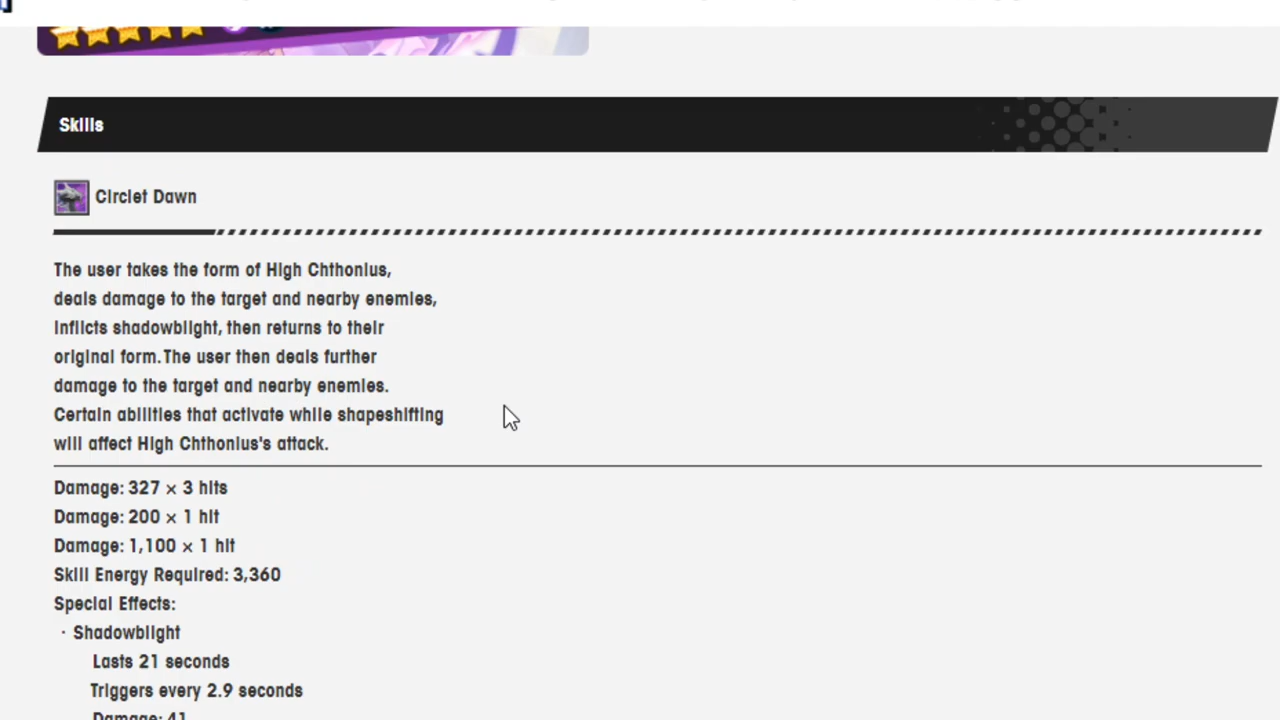 Skills
Circlet Dawn
The user takes the form of High Chthonius,
deals damage to the target and nearby enemies,
inflicts shadowblight, then returns to their
original form. The user then deals further
damage to the target and nearby enemies.
Certain abilities that activate while shapeshifting
will affect High Chthonius's attack.
Damage: 327 × 3 hits
Damage: 200 × 1 hit
Damage: 1,100 × 1 hit
Skill Energy Required: 3,360
Special Effects:
· Shadowblight
Lasts 21 seconds
Triggers every 2.9 seconds
Damage: 41